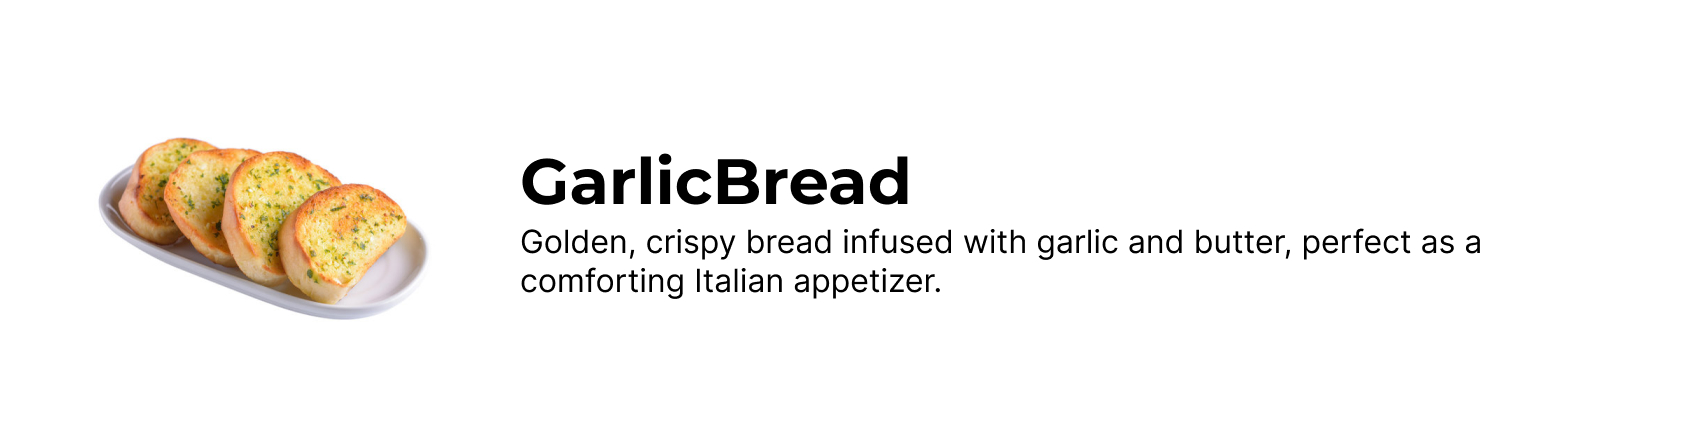 GarlicBread
Golden, crispy bread infused with garlic and butter, perfect as a
comforting Italian appetizer.